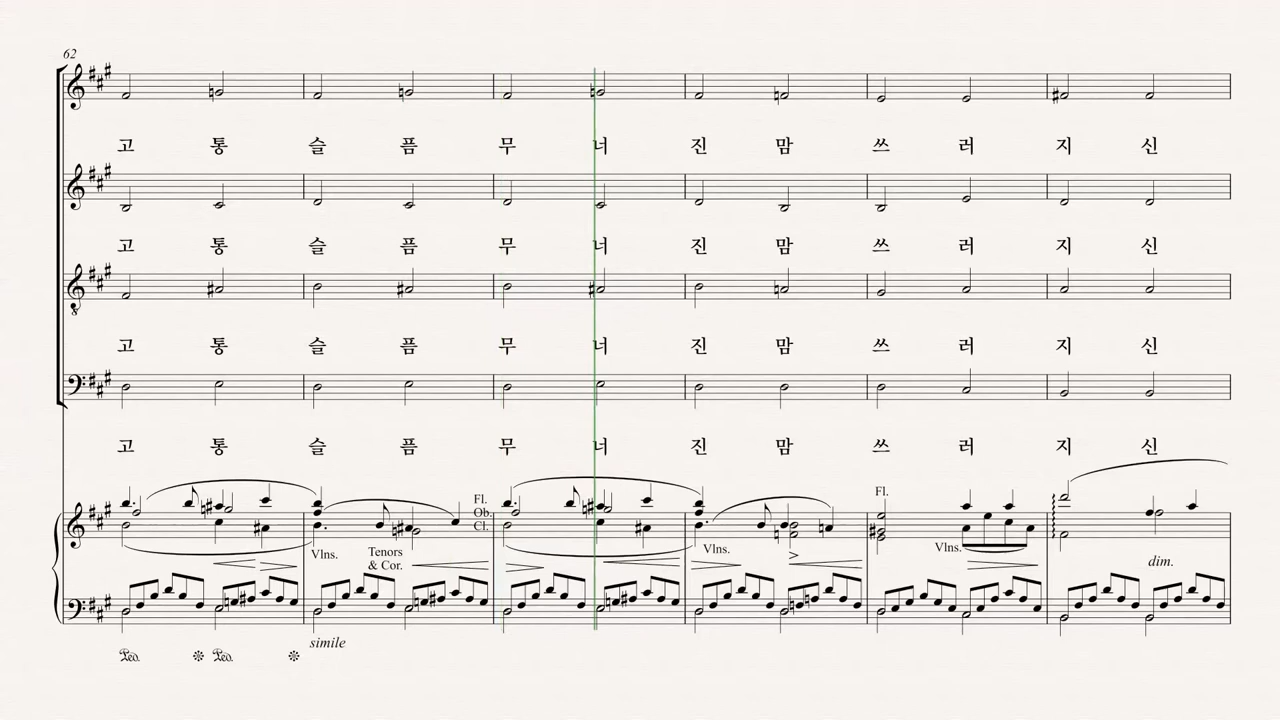 62
고 통 슬 픔 무 너 진 맘 쓰 러 지 신
고 통 슬 픔 무 너 진 맘 쓰 러 지 신
고 통 슬 픔 무 너 진 맘 쓰 러 지 신
고 통 슬 픔 무 너 진 맘 쓰 러 지 신
Fl.
Ob.
Cl.
Fl.
Vlns.
Tenors
& Cor.
Vlns.
Vlns.
dim.
simile
Ped. Ped.